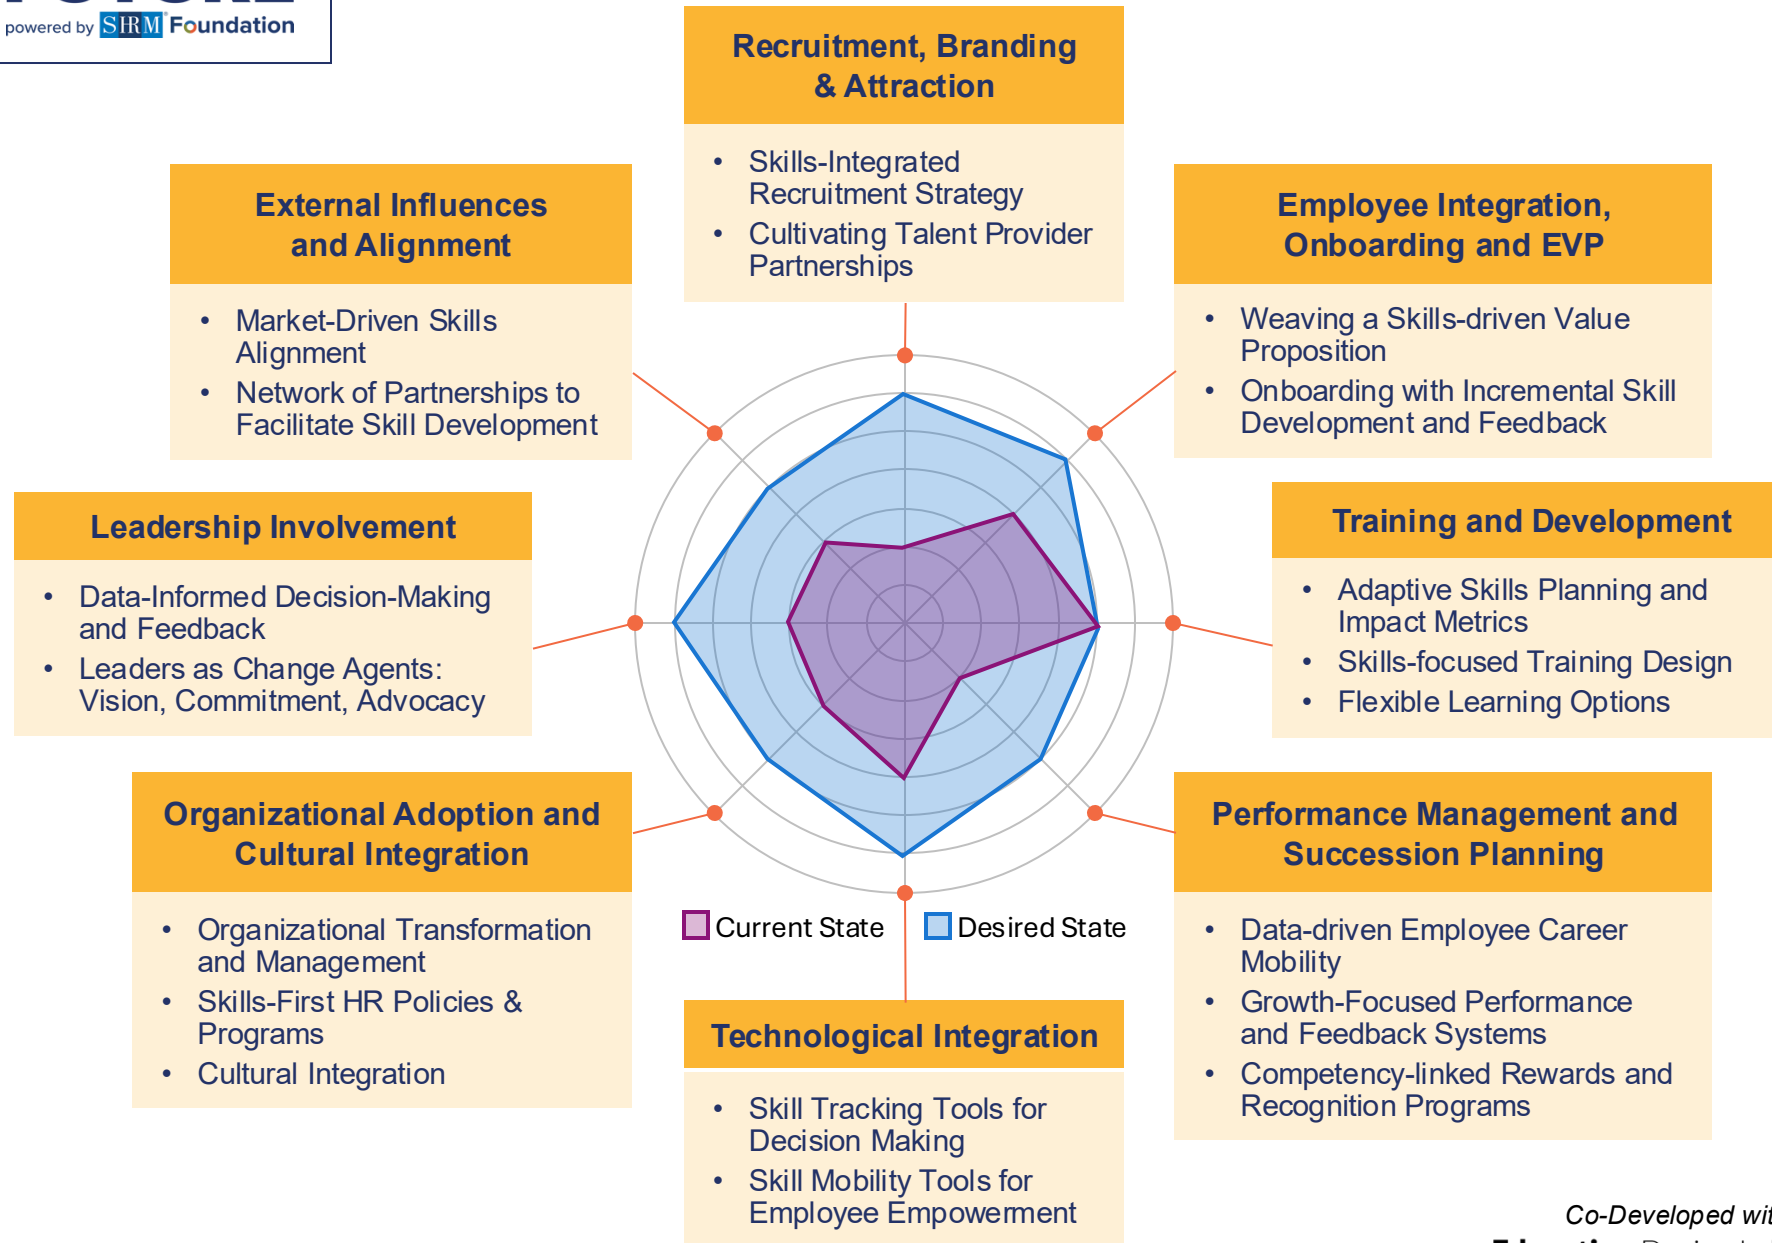 powered by SHRM Foundation
Recruitment, Branding
& Attraction
• Skills-Integrated
Recruitment Strategy
• Cultivating Talent Provider
Partnerships
External Influences
and Alignment
• Market-Driven Skills
Alignment
• Network of Partnerships to
Facilitate Skill Development
Employee Integration,
Onboarding and EVP
• Weaving a Skills-driven Value
Proposition
• Onboarding with Incremental Skill
Development and Feedback
Leadership Involvement
• Data-Informed Decision-Making
and Feedback
• Leaders as Change Agents:
Vision, Commitment, Advocacy
Training and Development
• Adaptive Skills Planning and
Impact Metrics
• Skills-focused Training Design
• Flexible Learning Options
Organizational Adoption and
Cultural Integration
• Organizational Transformation
and Management
• Skills-First HR Policies &
Programs
• Cultural Integration
Performance Management and
Succession Planning
• Data-driven Employee Career
Mobility
• Growth-Focused Performance
and Feedback Systems
• Competency-linked Rewards and
Recognition Programs
Current State
Desired State
Technological Integration
• Skill Tracking Tools for
Decision Making
• Skill Mobility Tools for
Employee Empowerment
Co-Developed wit